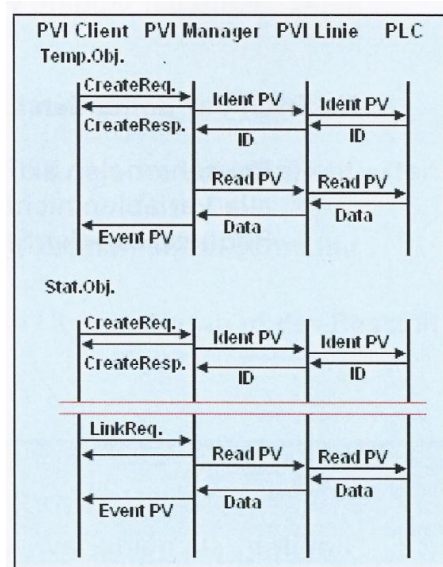 PVI Client PVI Manager PVI Linie PLC
Temp.Obj.
CreateReq.
Ident PV
Ident PV
CreateResp.
ID
ID
Read PV
Read PV
Data
Data
Event PV
Stat.Obj.
CreateReq.
Ident PV
Ident PV
CreateResp.
ID
ID
LinkReq.
Read PV
Read PV
Data
Data
Event PV